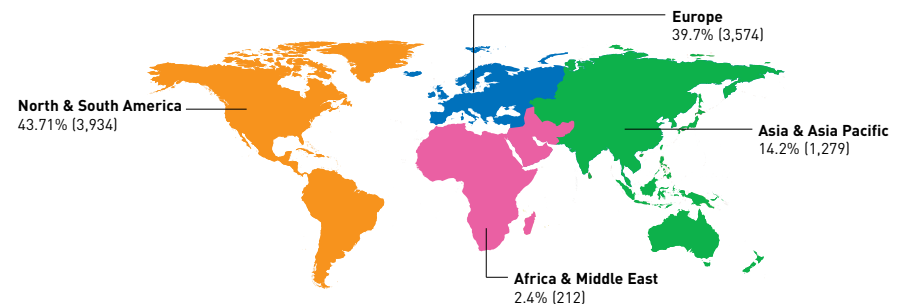 Europe
39.7% (3,574)
North & South America
43.71% (3,934)
Asia & Asia Pacific
14.2% (1,279)
Africa & Middle East
2.4% (212)